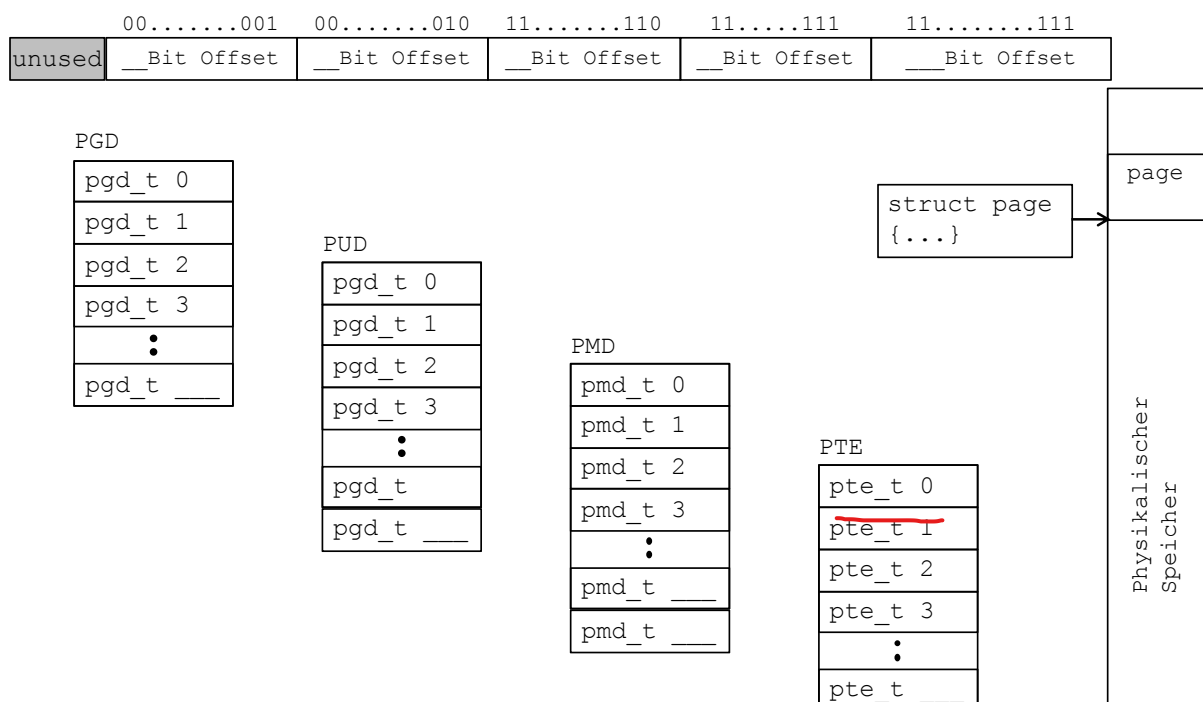 00.......001 00.......010 11.......110 11.....111 11........111
unused __Bit Offset __Bit Offset __Bit Offset __Bit Offset ___Bit Offset
PGD
pgd_t 0
pgd_t 1
pgd_t 2
pgd_t 3
pgd_t ___
PUD
pgd_t 0
pgd_t 1
pgd_t 2
pgd_t 3
pgd_t
pgd_t ___
PMD
pmd_t 0
pmd_t 1
pmd_t 2
pmd_t 3
pmd_t ___
pmd_t ___
PTE
pte_t 0
pte_t 1
pte_t 2
pte_t 3
pte_t ___
struct page
{...}
page
Physikalischer
Speicher